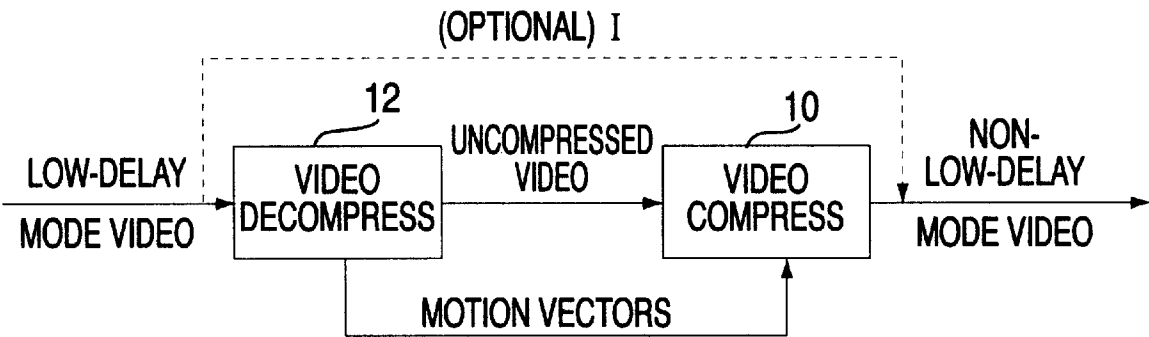 (OPTIONAL) I
12
10
LOW-DELAY
MODE VIDEO
VIDEO
DECOMPRESS
UNCOMPRESSED
VIDEO
VIDEO
COMPRESS
NON-
LOW-DELAY
MODE VIDEO
MOTION VECTORS